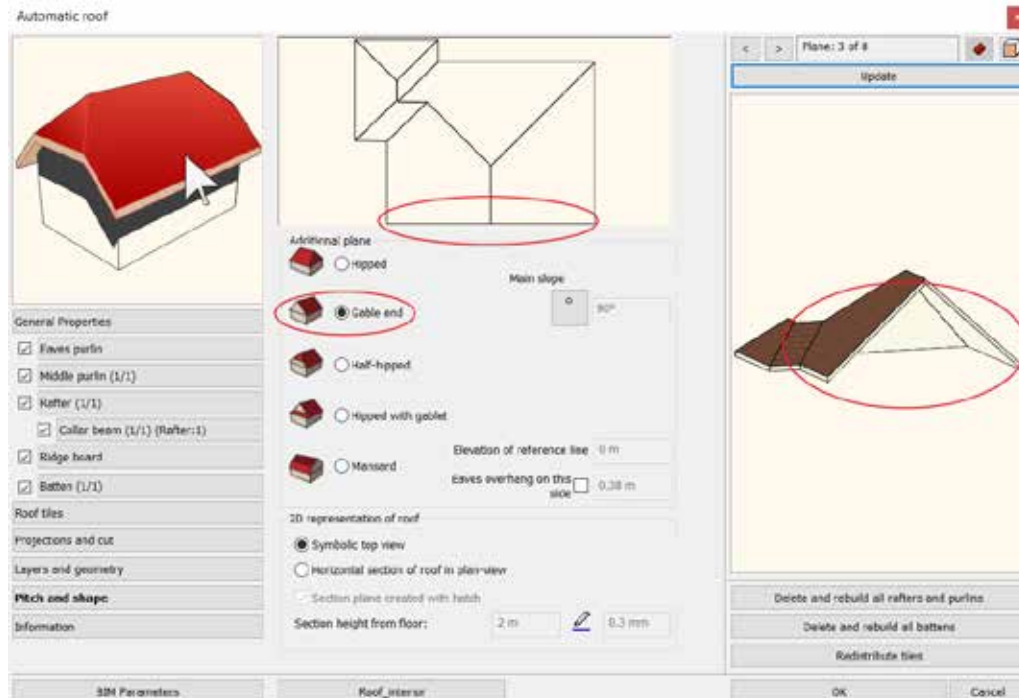 Automatic roof
< > Plane: 3 of 8
Update
Additional plane
Hipped
Main slope
Gable end
90°
Half-hipped
Hipped with gablet
Elevation of reference line 0 m
Mansard
Eaves overhang on this side 0.38 m
2D representation of roof
Symbolic top view
Horizontal section of roof in plan-view
Section plane created with hatch
Section height from floor: 2 m 0.3 mm
General Properties
Eaves purlin
Middle purlin (1/1)
Rafter (1/1)
Collar beam (1/1) (Rafter:1)
Ridge board
Batten (1/1)
Roof tiles
Projections and cut
Layers and geometry
Pitch and shape
Information
Delete and rebuild all rafters and purlins
Delete and rebuild all battens
Redistribute tiles
BIM Parameters
Roof_interior
OK
Cancel